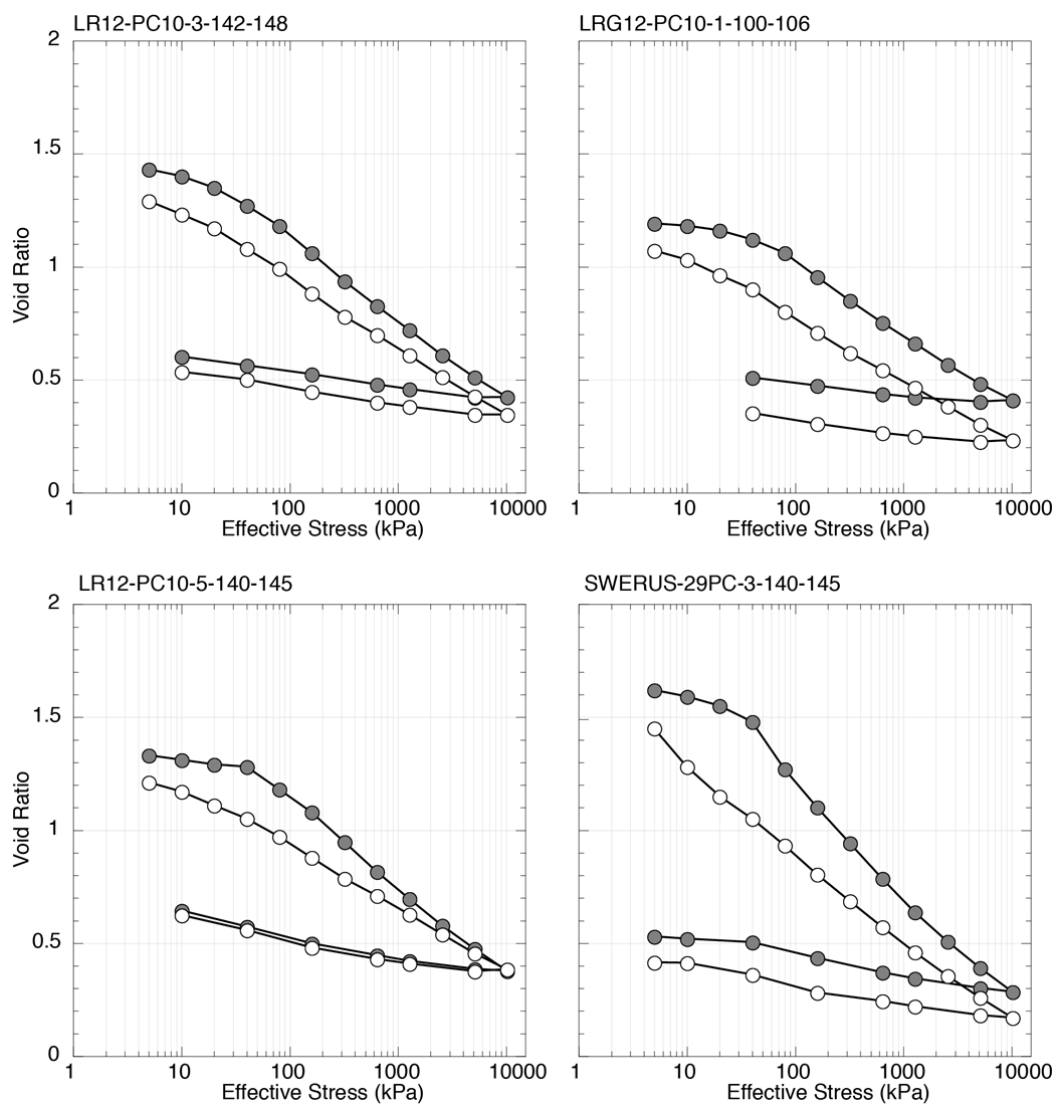 LR12-PC10-3-142-148
LRG12-PC10-1-100-106
2
1.5
1
0.5
0
Void Ratio
1 10 100 1000 10000
Effective Stress (kPa)
1 10 100 1000 10000
Effective Stress (kPa)
LR12-PC10-5-140-145
SWERUS-29PC-3-140-145
2
1.5
1
0.5
0
Void Ratio
1 10 100 1000 10000
Effective Stress (kPa)
1 10 100 1000 10000
Effective Stress (kPa)